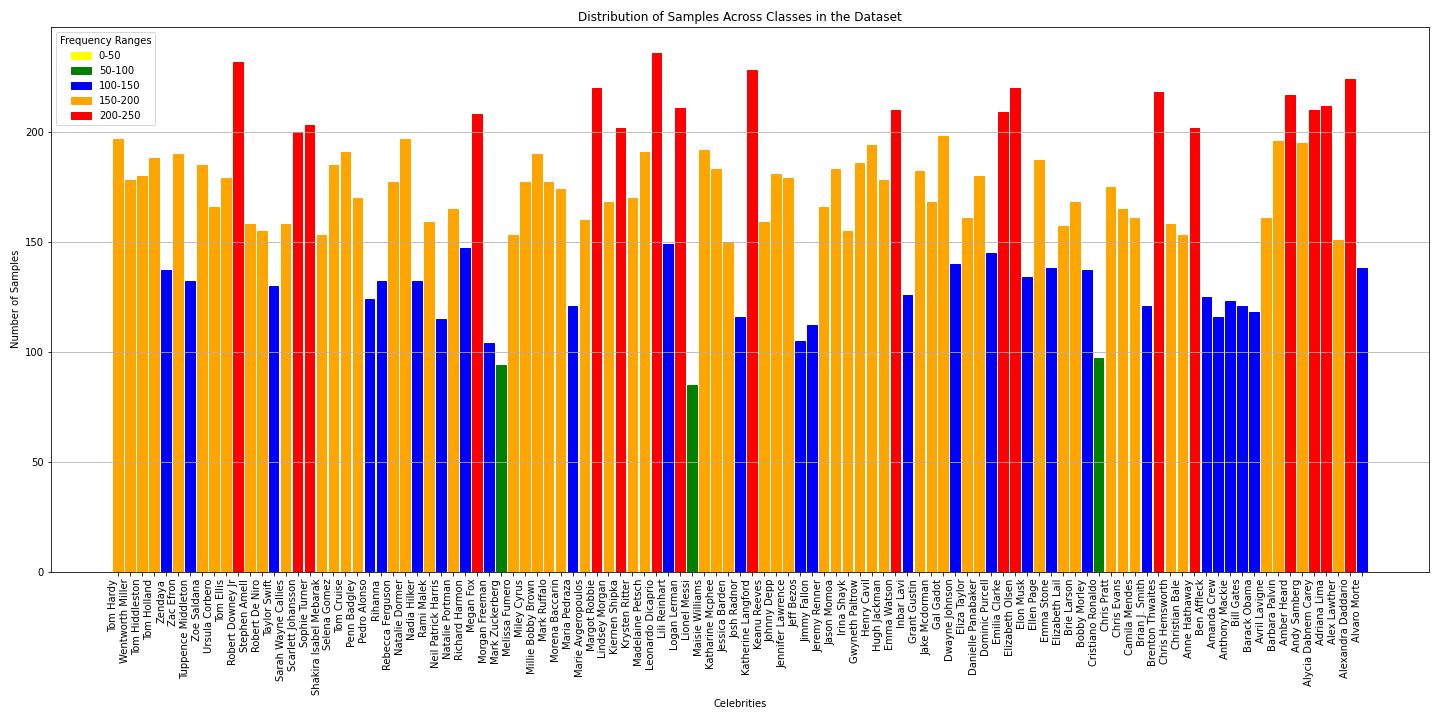 Distribution of Samples Across Classes in the Dataset
Frequency Ranges
0-50
50-100
100-150
150-200
200-250
Number of Samples
200
150
100
50
0
Tom Hardy
Wentworth Miller
Tom Hiddleston
Tom Holland
Zendaya
Zac Efron
Tuppence Middleton
Zoe Saldana
Ursula Corbero
Tom Ellis
Robert Downey Jr
Stephen Amell
Robert De Niro
Taylor Swift
Sarah Wayne Callies
Scarlett Johansson
Sophie Turner
Shakira Isabel Mebarak
Selena Gomez
Tom Cruise
Penn Badgley
Pedro Alonso
Rihanna
Rebecca Ferguson
Natalie Dormer
Nadia Hilker
Rami Malek
Neil Patrick Harris
Natalie Portman
Richard Harmon
Megan Fox
Morgan Freeman
Mark Zuckerberg
Melissa Fumero
Miley Cyrus
Millie Bobby Brown
Mark Ruffalo
Morena Baccarin
Maria Pedraza
Marie Avgeropoulos
Margot Robbie
Lindsey Morgan
Kiernen Shipka
Krysten Ritter
Madelaine Petsch
Leonardo Dicaprio
Lili Reinhart
Logan Lerman
Lionel Messi
Maisie Williams
Katharine Mcphee
Jessica Barden
Josh Radnor
Katherine Langford
Keanu Reeves
Johnny Depp
Jennifer Lawrence
Jeff Bezos
Jimmy Fallon
Jeremy Renner
Jason Momoa
Irina Shayk
Gwyneth Paltrow
Henry Cavil
Hugh Jackman
Emma Watson
Inbar Lavi
Grant Gustin
Jake Mcdorman
Gal Gadot
Dwayne Johnson
Eliza Taylor
Danielle Panabaker
Dominic Purcell
Emilia Clarke
Elizabeth Olsen
Elon Musk
Ellen Page
Emma Stone
Elizabeth Lail
Brie Larson
Bobby Morley
Cristiano Ronaldo
Chris Pratt
Chris Evans
Camila Mendes
Brian J. Smith
Brenton Thwaites
Chris Hemsworth
Christian Bale
Anne Hathaway
Ben Affleck
Amanda Crew
Anthony Mackie
Bill Gates
Barack Obama
Avril Lavigne
Barbara Palvin
Amber Heard
Andy Samberg
Alycia Dabnem Carey
Adriana Lima
Alex Lawther
Alexandra Daddario
Alvaro Morte
Celebrities